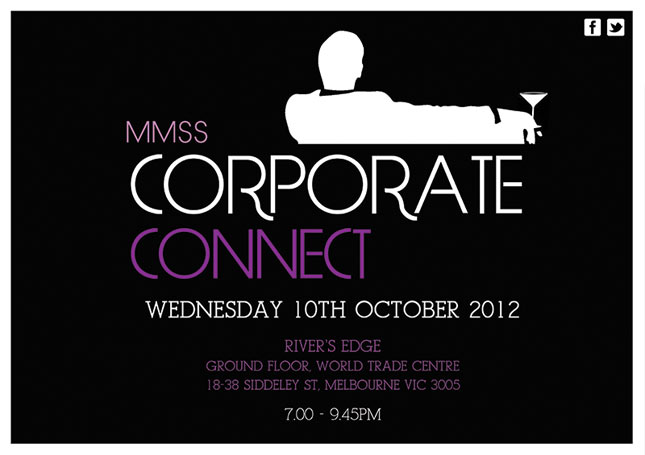 MMSS
CORPORATE
CONNECT
WEDNESDAY 10TH OCTOBER 2012
RIVER'S EDGE
GROUND FLOOR, WORLD TRADE CENTRE
18-38 SIDDELEY ST, MELBOURNE VIC 3005
7.00 - 9.45PM